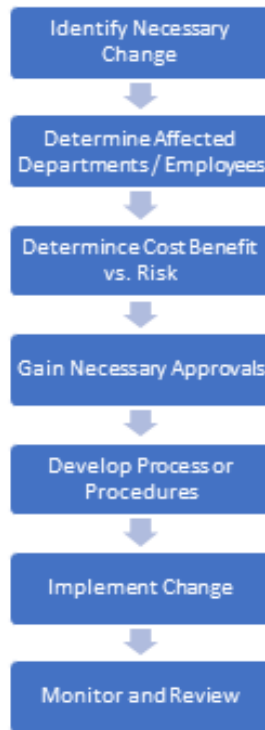 Identify Necessary
Change
Determine Affected
Departments / Employees
Determince Cost Benefit
vs. Risk
Gain Necessary Approvals
Develop Process or
Procedures
Implement Change
Monitor and Review